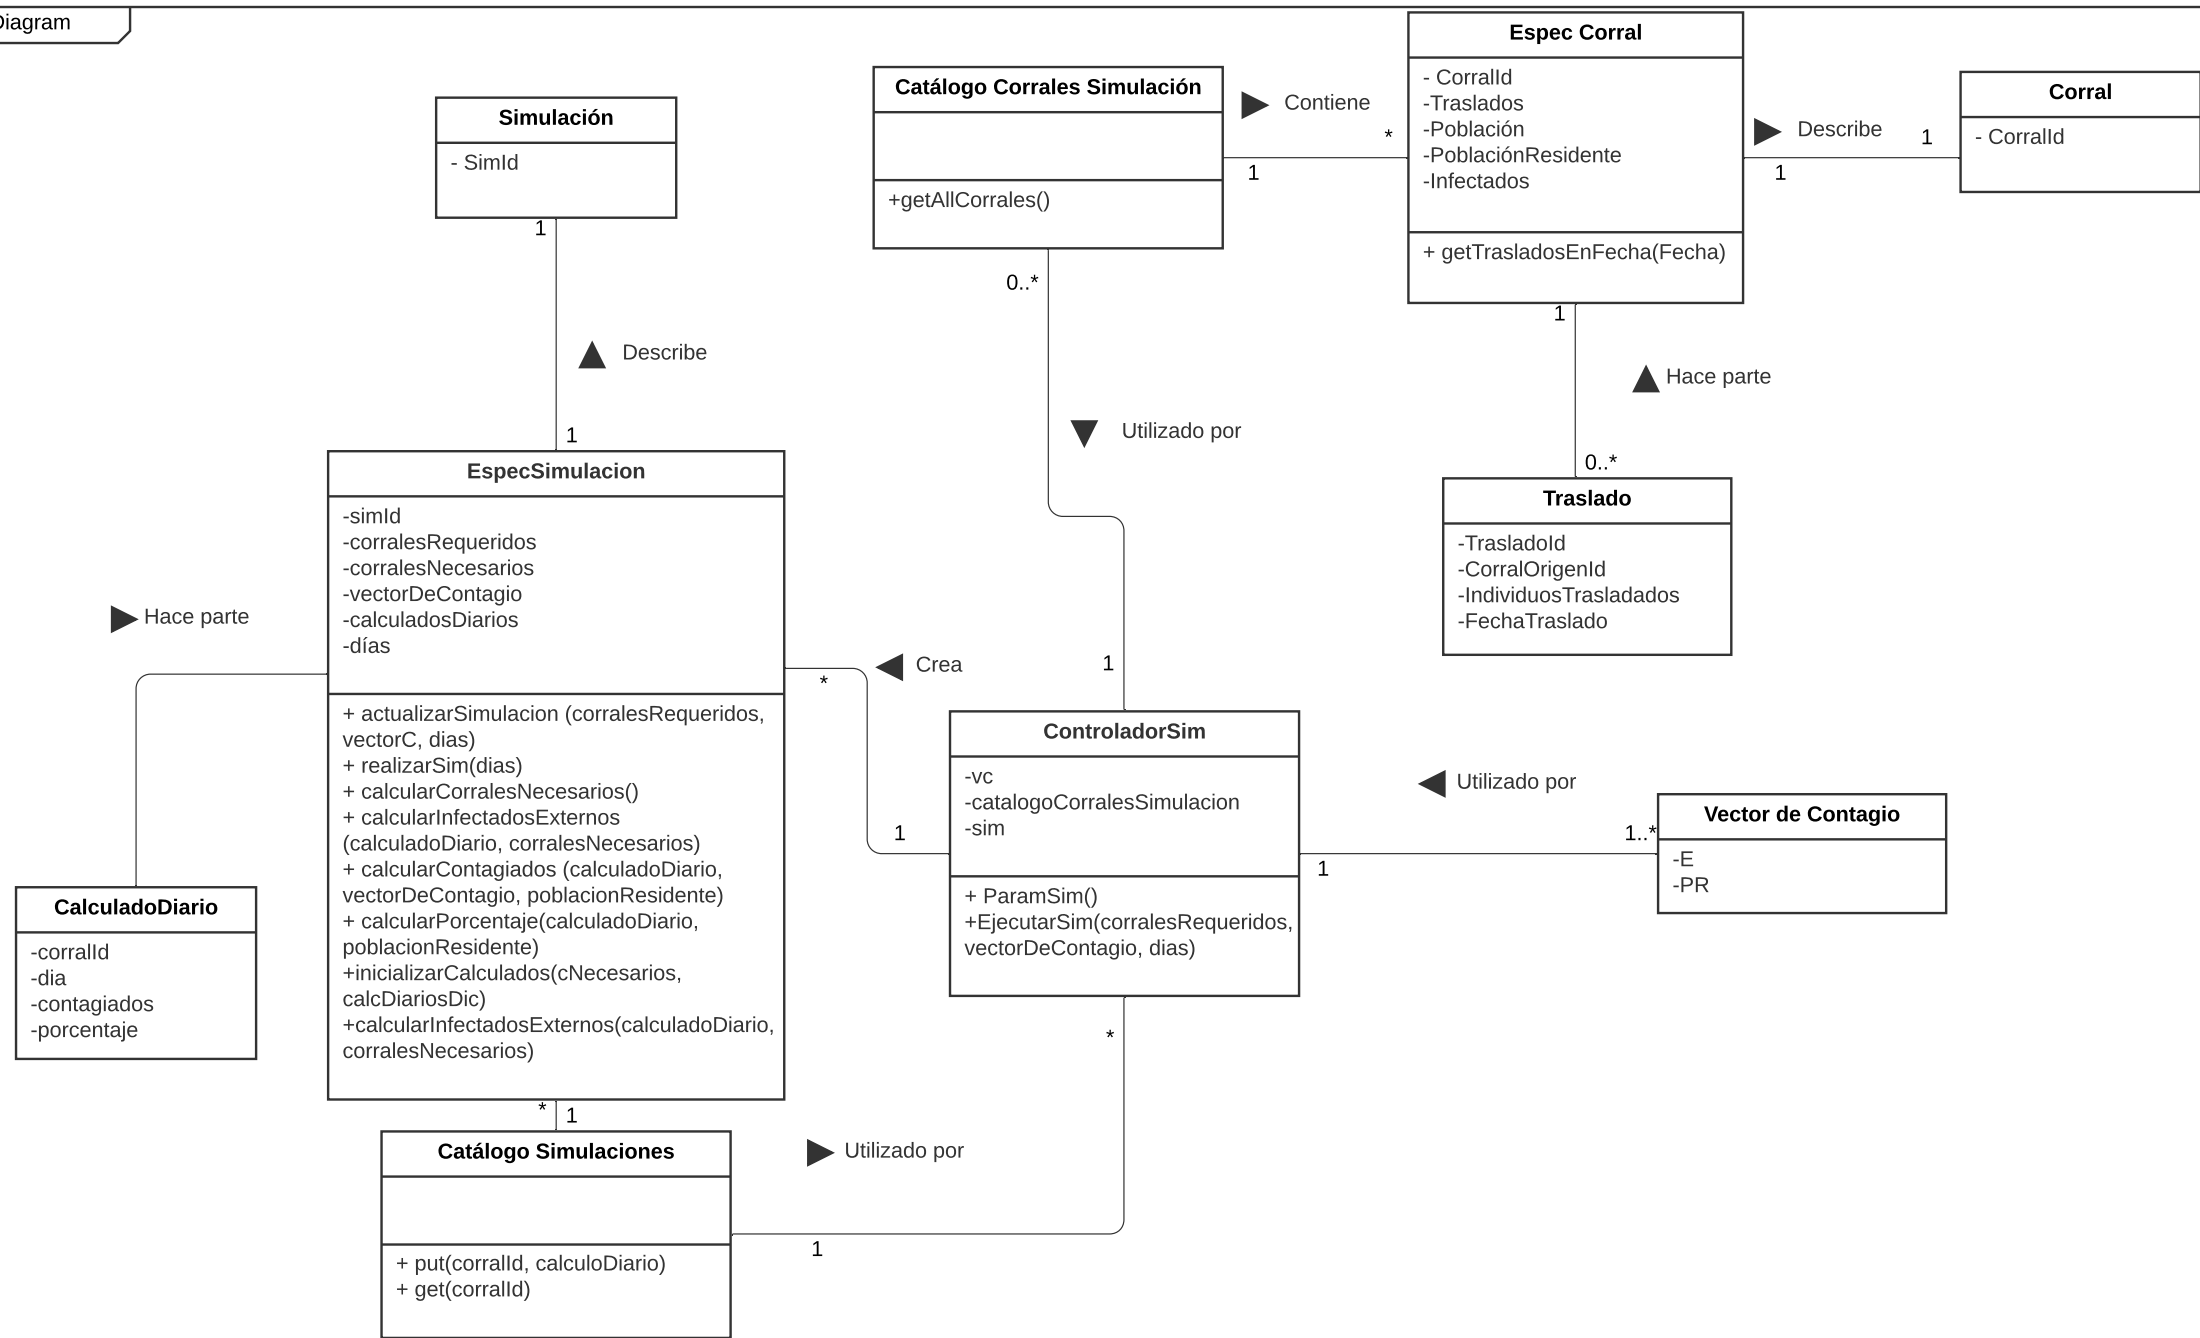 Diagram
Simulación
- SimId
1
Describe
1
Catálogo Corrales Simulación
+getAllCorrales()
Contiene
*
1
Espec Corral
- CorralId
-Traslados
-Población
-PoblaciónResidente
-Infectados
+ getTrasladosEnFecha(Fecha)
Describe
1
1
Corral
- CorralId
0..*
Utilizado por
1
1
Hace parte
0..*
Traslado
-TrasladoId
-CorralOrigenId
-IndividuosTrasladados
-FechaTraslado
EspecSimulacion
-simId
-corralesRequeridos
-corralesNecesarios
-vectorDeContagio
-calculadosDiarios
-días
+ actualizarSimulacion (corralesRequeridos,
vectorC, dias)
+ realizarSim(dias)
+ calcularCorralesNecesarios()
+ calcularInfectadosExternos
(calculadoDiario, corralesNecesarios)
+ calcularContagiados (calculadoDiario,
vectorDeContagio, poblacionResidente)
+ calcularPorcentaje(calculadoDiario,
poblacionResidente)
+inicializarCalculados(cNecesarios,
calcDiariosDic)
+calcularInfectadosExternos(calculadoDiario,
corralesNecesarios)
Hace parte
CalculadoDiario
-corralId
-dia
-contagiados
-porcentaje
Crea
*
1
ControladorSim
-vc
-catalogoCorralesSimulacion
-sim
+ ParamSim()
+EjecutarSim(corralesRequeridos,
vectorDeContagio, dias)
Utilizado por
1..*
1
Vector de Contagio
-E
-PR
*
* 1
Catálogo Simulaciones
+ put(corralId, calculoDiario)
+ get(corralId)
Utilizado por
1